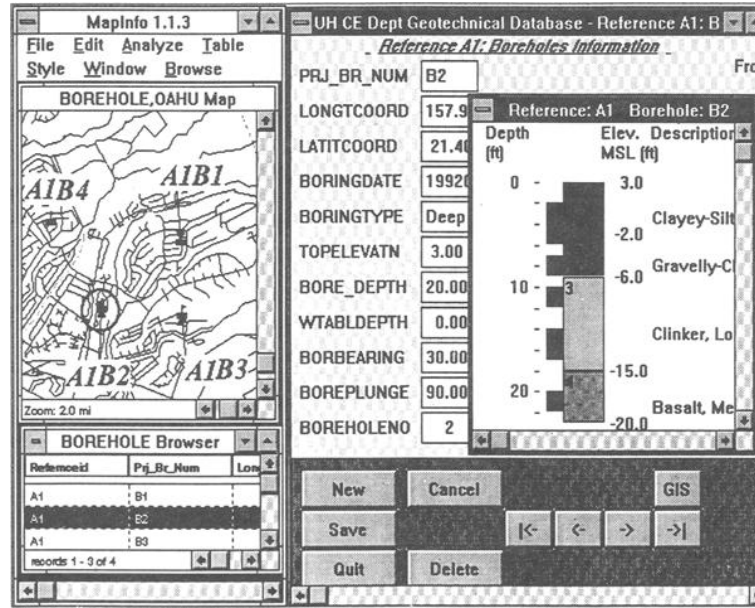 MapInfo 1.1.3
File Edit Analyze Table
Style Window Browse
BOREHOLE,OAHU Map
A1B4
A1B1
A1B2
A1B3
Zoom: 2.0 mi
BOREHOLE Browser
Referenceid Prj_Br_Num Lon
A1 B1
A1 B2
A1 B3
records 1 - 3 of 4
UH CE Dept Geotechnical Database - Reference A1: B
Reference A1: Boreholes Information
Fro
PRJ_BR_NUM B2
LONGTCOORD 157.9
LATITCOORD 21.40
BORINGDATE 19920
BORINGTYPE Deep
TOPELEVATN 3.00
BORE_DEPTH 20.00
WTABLDEPTH 0.00
BORBEARING 30.00
BOREPLUNGE 90.00
BOREHOLENO 2
Reference: A1 Borehole: B2
Depth Elev. Description
(ft) MSL (ft)
0 - 3.0
Clayey-Silt
-2.0
Gravelly-Cl
-6.0
10 - 3
Clinker, Lo
-15.0
20 -
Basalt, Me
-20.0
New Cancel GIS
Save |<- <- -> ->|
Quit Delete